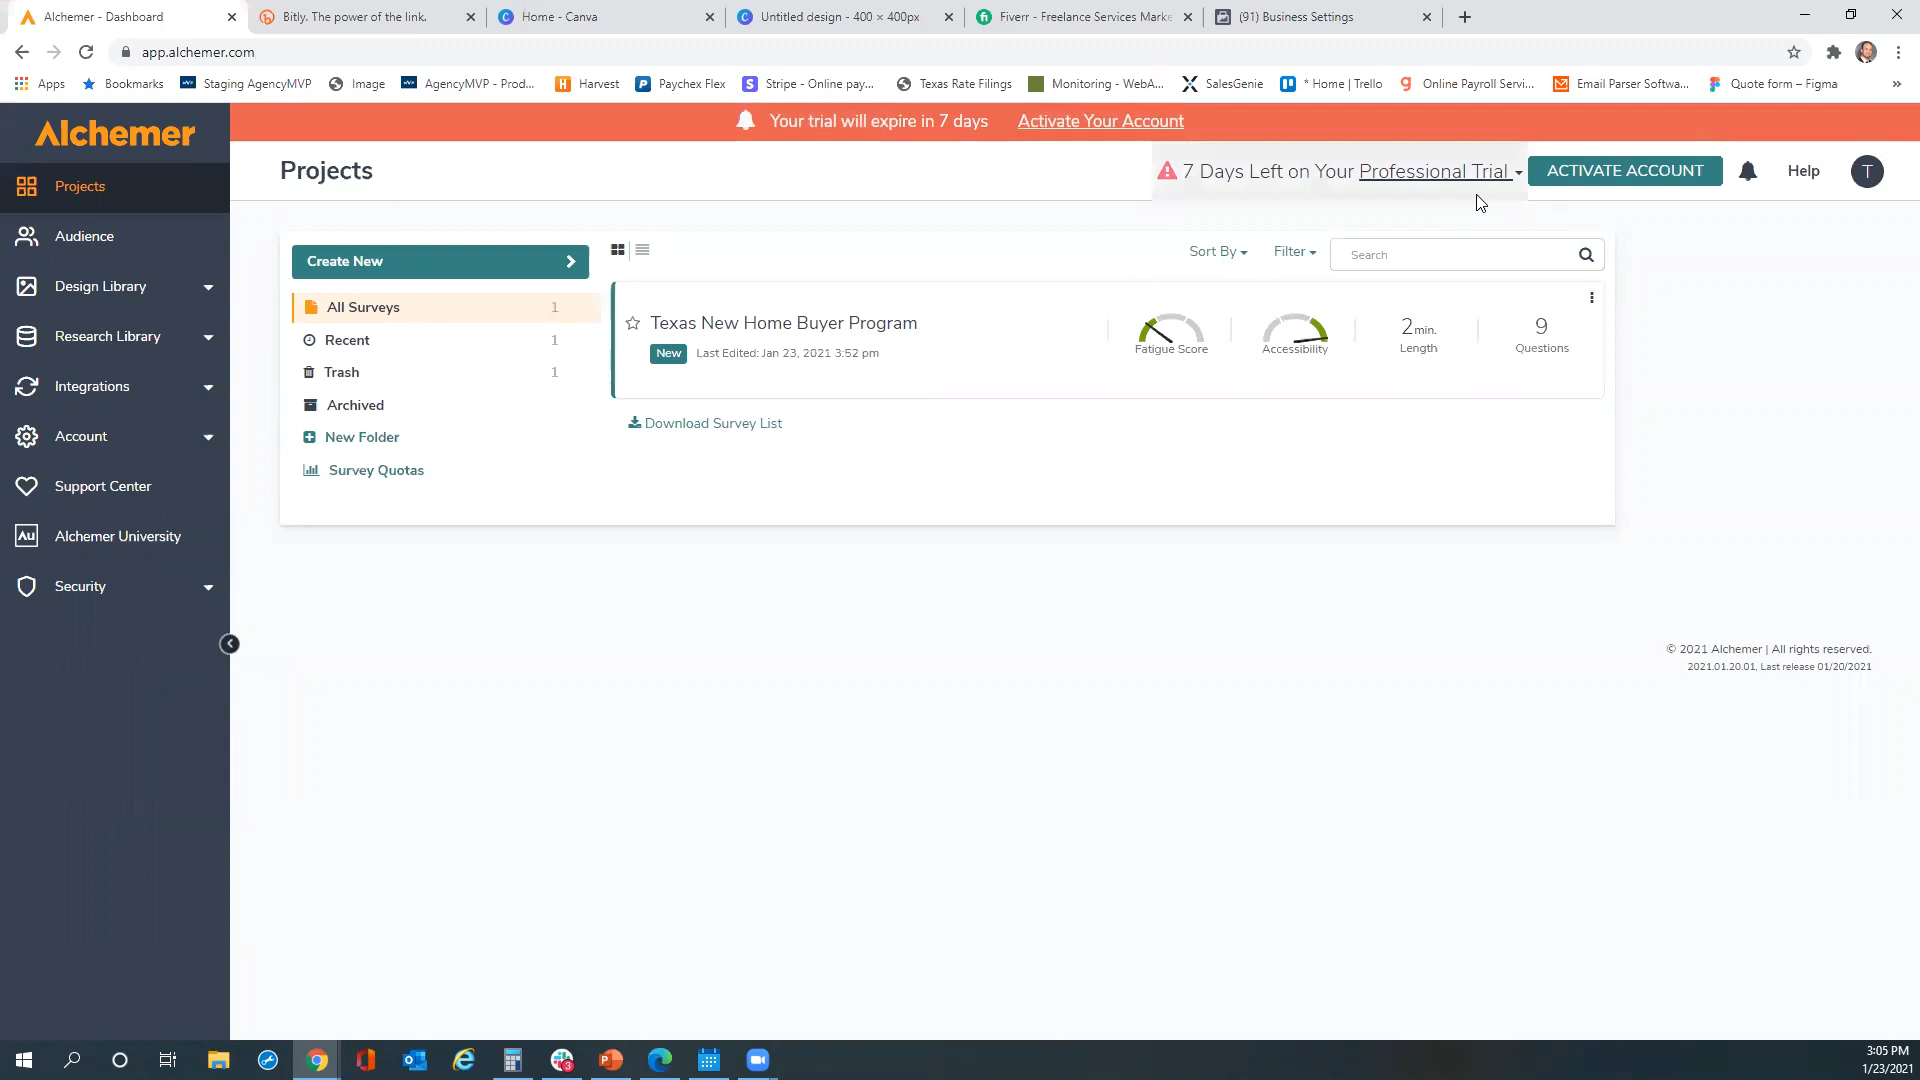 Alchemer - Dashboard
Bitly. The power of the link.
Home - Canva
Untitled design - 400 × 400px
Fiverr - Freelance Services Marke
(91) Business Settings
app.alchemer.com
Apps
Bookmarks
Staging AgencyMVP
Image
AgencyMVP - Prod...
Harvest
Paychex Flex
Stripe - Online pay...
Texas Rate Filings
Monitoring - WebA...
SalesGenie
* Home | Trello
Online Payroll Servi...
Email Parser Softwa...
Quote form – Figma
»
Alchemer
Your trial will expire in 7 days
Activate Your Account
Projects
7 Days Left on Your Professional Trial
ACTIVATE ACCOUNT
Help
T
Projects
Audience
Design Library
Research Library
Integrations
Account
Support Center
Au
Alchemer University
Security
Create New
All Surveys 1
Recent 1
Trash 1
Archived
New Folder
Survey Quotas
Sort By
Filter
Search
Texas New Home Buyer Program
New
Last Edited: Jan 23, 2021 3:52 pm
Fatigue Score
Accessibility
2 min.
Length
9
Questions
Download Survey List
© 2021 Alchemer | All rights reserved.
2021.01.20.01, Last release 01/20/2021
3:05 PM
1/23/2021